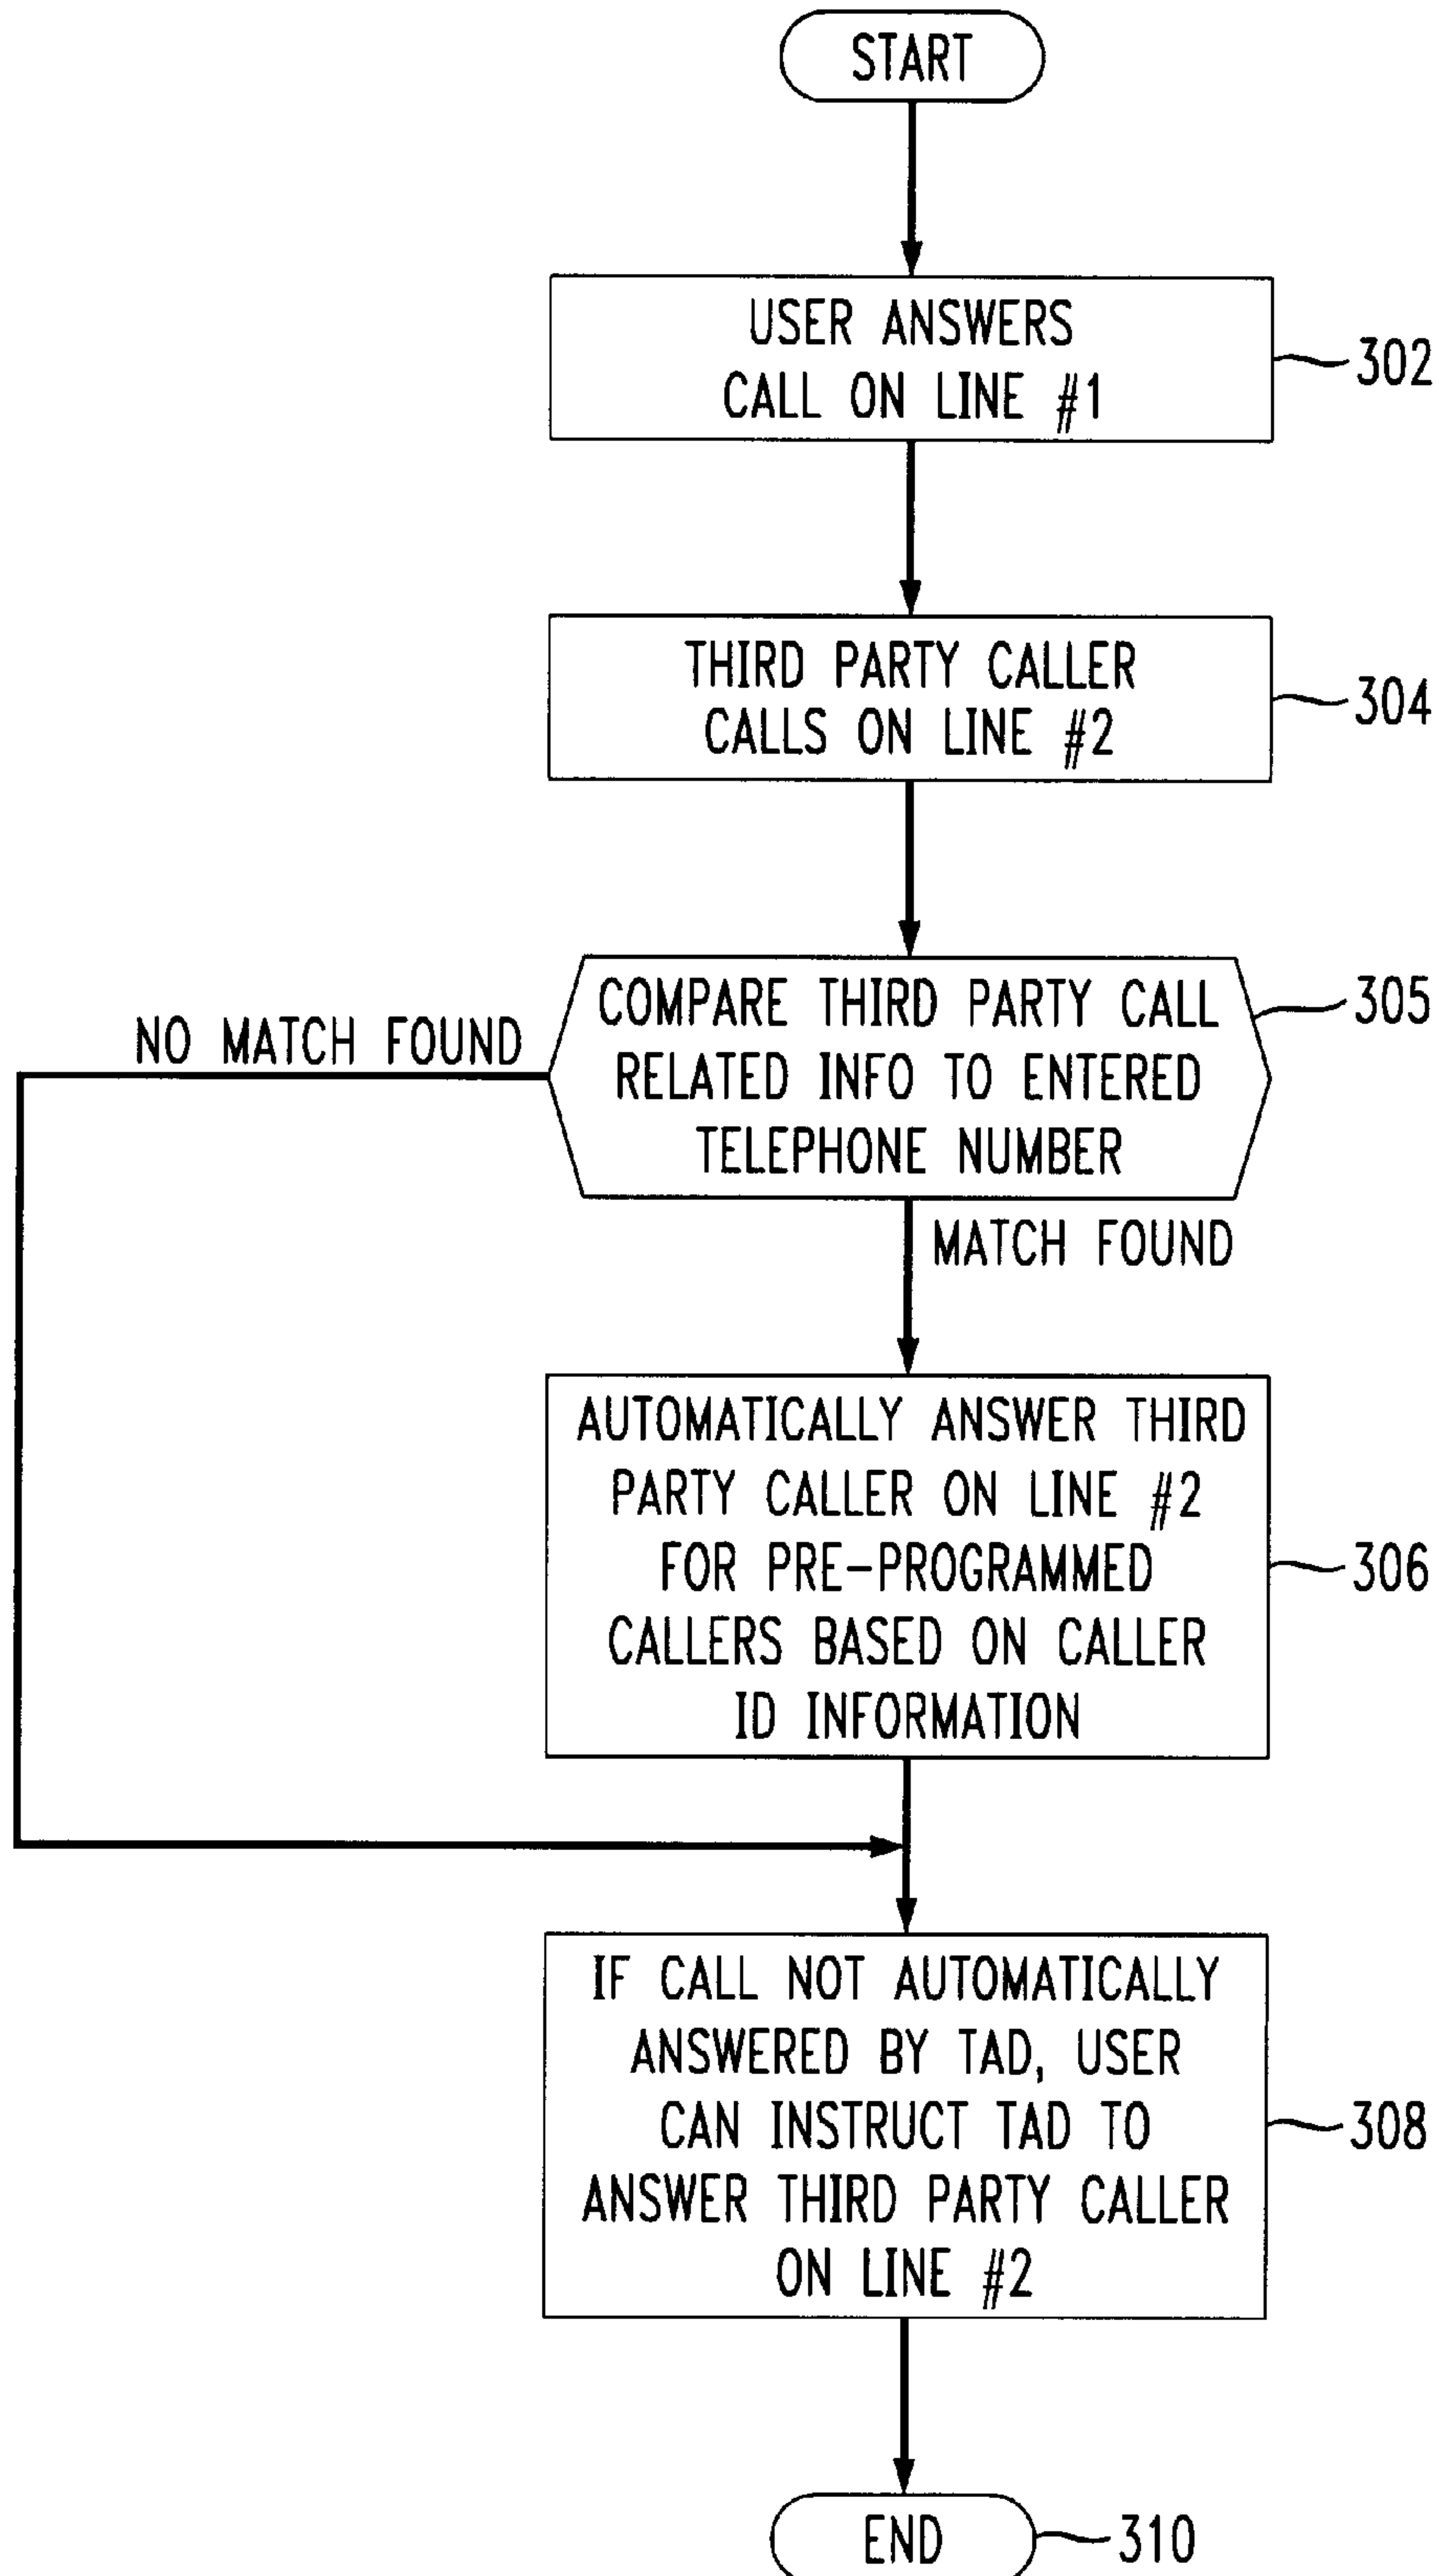 START
USER ANSWERS
CALL ON LINE #1
302
THIRD PARTY CALLER
CALLS ON LINE #2
304
COMPARE THIRD PARTY CALL
RELATED INFO TO ENTERED
TELEPHONE NUMBER
305
NO MATCH FOUND
MATCH FOUND
AUTOMATICALLY ANSWER THIRD
PARTY CALLER ON LINE #2
FOR PRE-PROGRAMMED
CALLERS BASED ON CALLER
ID INFORMATION
306
IF CALL NOT AUTOMATICALLY
ANSWERED BY TAD, USER
CAN INSTRUCT TAD TO
ANSWER THIRD PARTY CALLER
ON LINE #2
308
END
310